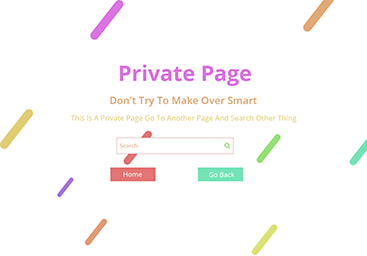 Private Page
Don't Try To Make Over Smart
This Is A Private Page Go To Another Page And Search Other Thing
Search
Home
Go Back